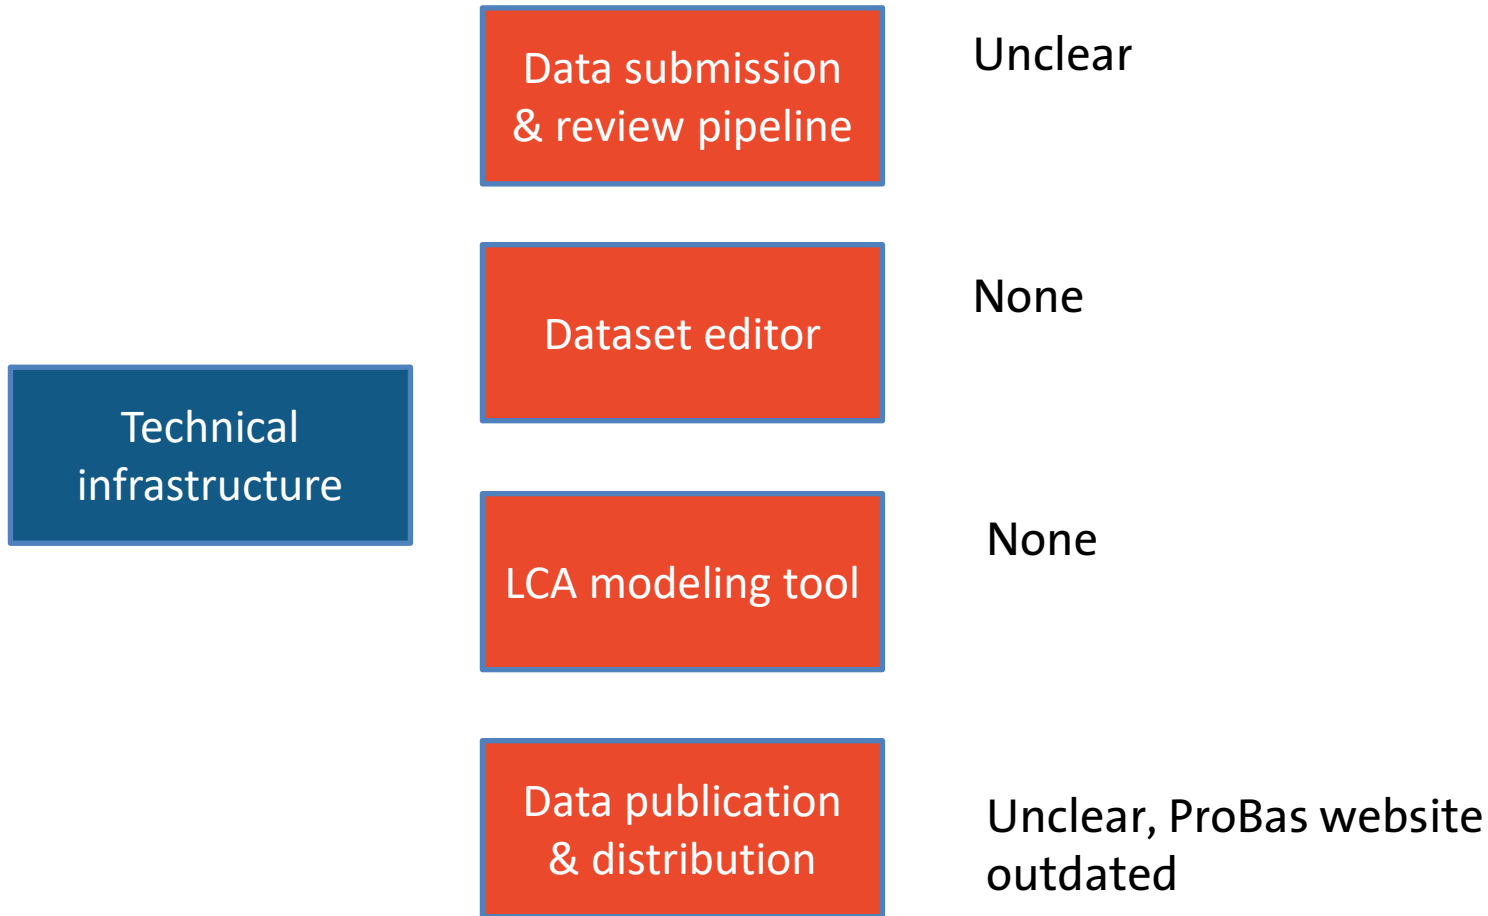 Data submission
& review pipeline
Unclear
Dataset editor
None
Technical
infrastructure
LCA modeling tool
None
Data publication
& distribution
Unclear, ProBas website
outdated